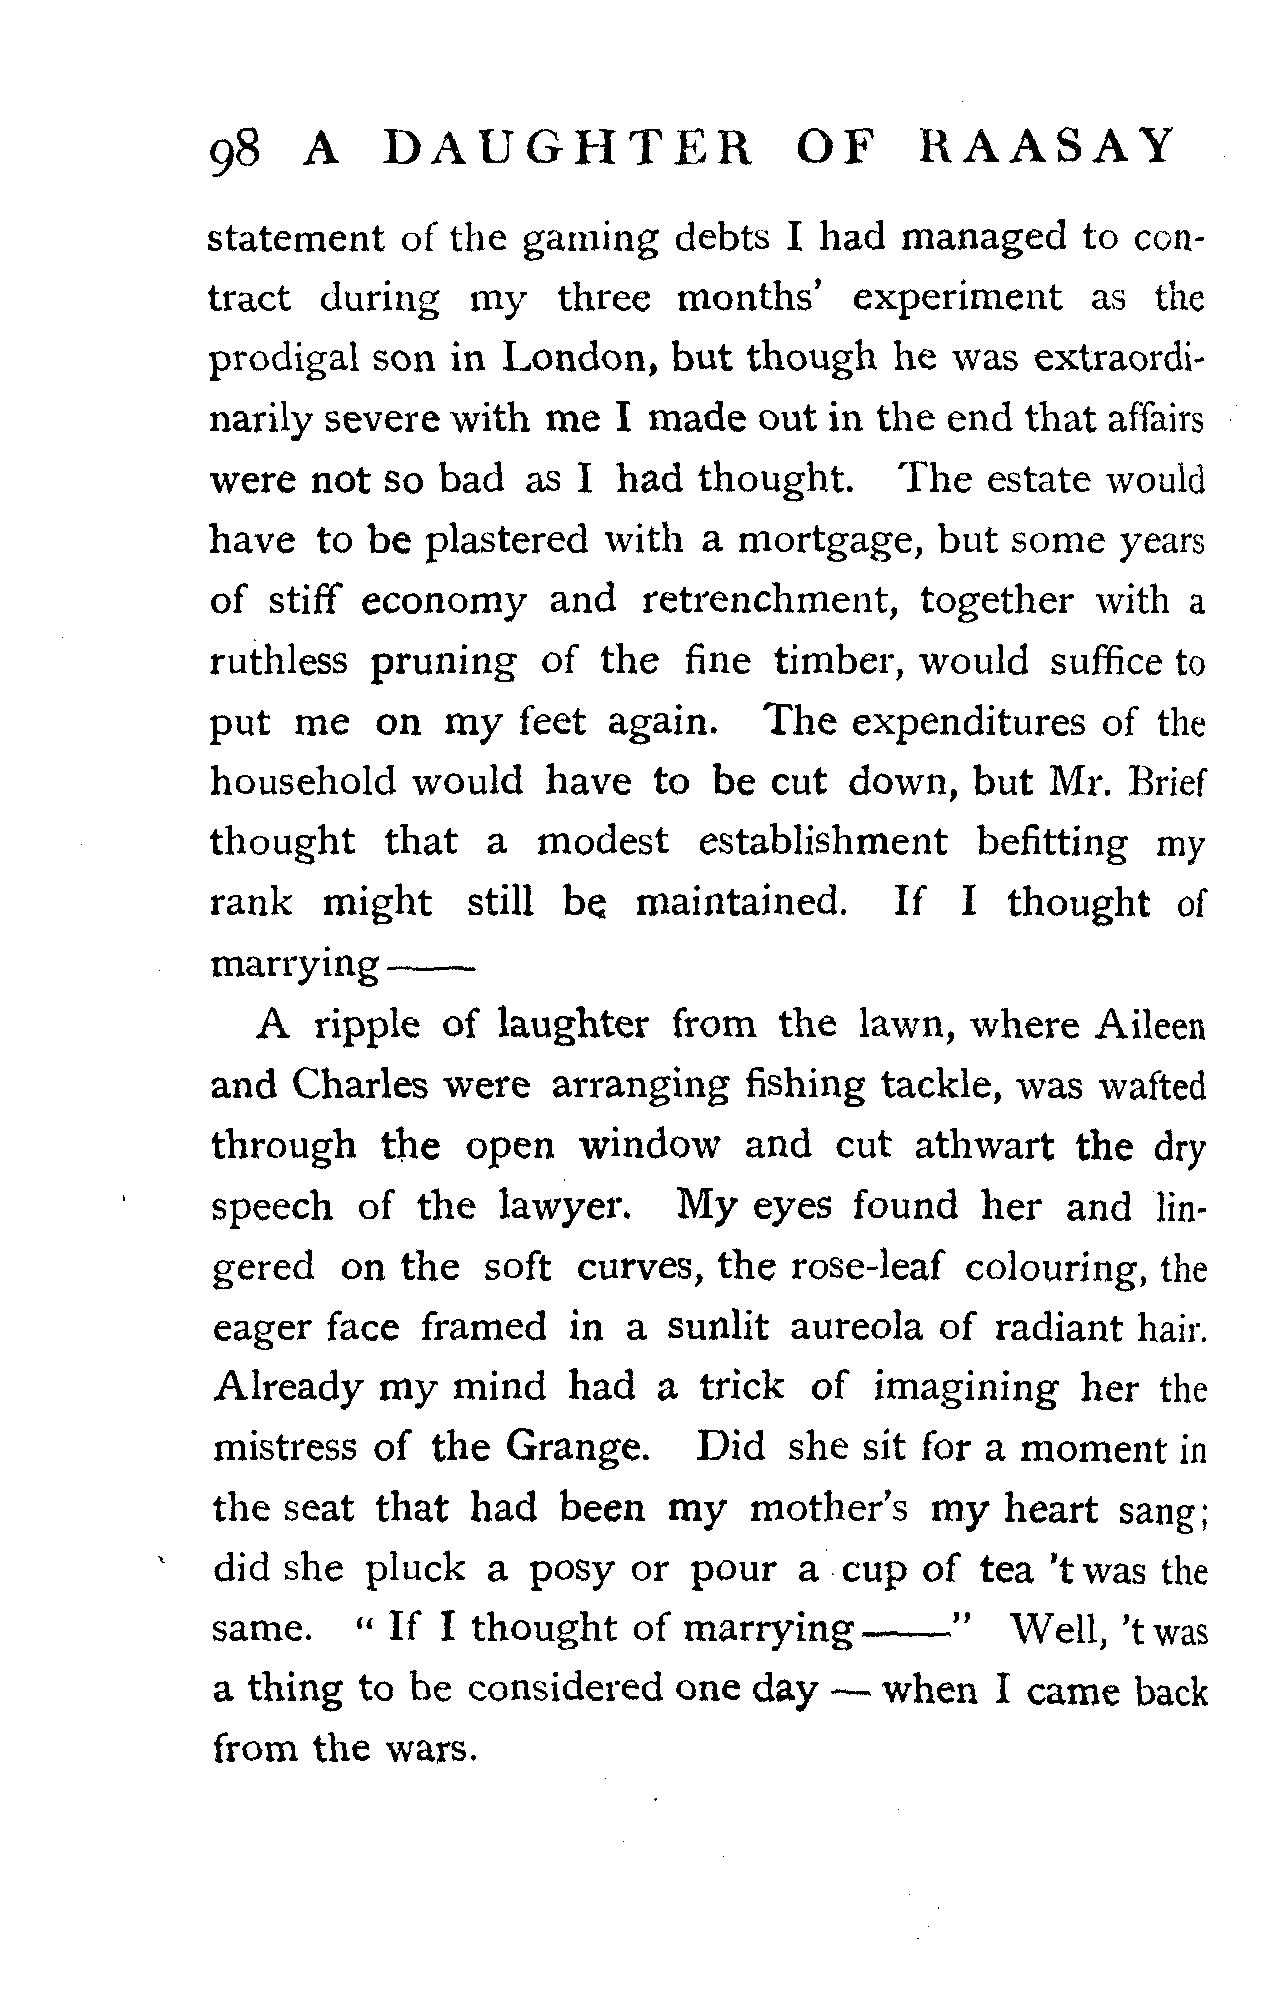 98 A DAUGHTER OF RAASAY
statement of the gaming debts I had managed to con-
tract during my three months' experiment as the
prodigal son in London, but though he was extraordi-
narily severe with me I made out in the end that affairs
were not so bad as I had thought. The estate would
have to be plastered with a mortgage, but some years
of stiff economy and retrenchment, together with a
ruthless pruning of the fine timber, would suffice to
put me on my feet again. The expenditures of the
household would have to be cut down, but Mr. Brief
thought that a modest establishment befitting my
rank might still be maintained. If I thought of
marrying——
A ripple of laughter from the lawn, where Aileen
and Charles were arranging fishing tackle, was wafted
through the open window and cut athwart the dry
speech of the lawyer. My eyes found her and lin-
gered on the soft curves, the rose-leaf colouring, the
eager face framed in a sunlit aureola of radiant hair.
Already my mind had a trick of imagining her the
mistress of the Grange. Did she sit for a moment in
the seat that had been my mother's my heart sang;
did she pluck a posy or pour a cup of tea 't was the
same. "If I thought of marrying——" Well, 't was
a thing to be considered one day — when I came back
from the wars.